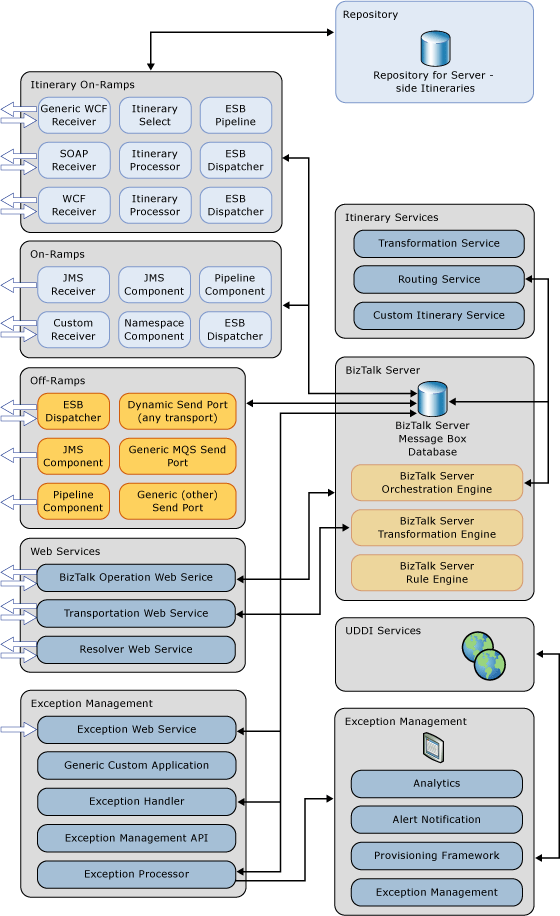 Repository
Repository for Server -
side Itineraries
Itinerary On-Ramps
Generic WCF
Receiver
Itinerary
Select
ESB
Pipeline
SOAP
Receiver
Itinerary
Processor
ESB
Dispatcher
WCF
Receiver
Itinerary
Processor
ESB
Dispatcher
Itinerary Services
Transformation Service
Routing Service
Custom Itinerary Service
On-Ramps
JMS
Receiver
JMS
Component
Pipeline
Component
Custom
Receiver
Namespace
Component
ESB
Dispatcher
BizTalk Server
BizTalk Server
Message Box
Database
BizTalk Server
Orchestration Engine
BizTalk Server
Transformation Engine
BizTalk Server
Rule Engine
Off-Ramps
ESB
Dispatcher
Dynamic Send Port
(any transport)
JMS
Component
Generic MQS Send
Port
Pipeline
Component
Generic (other)
Send Port
Web Services
BizTalk Operation Web Serice
Transportation Web Service
Resolver Web Service
UDDI Services
Exception Management
Exception Web Service
Generic Custom Application
Exception Handler
Exception Management API
Exception Processor
Exception Management
Analytics
Alert Notification
Provisioning Framework
Exception Management